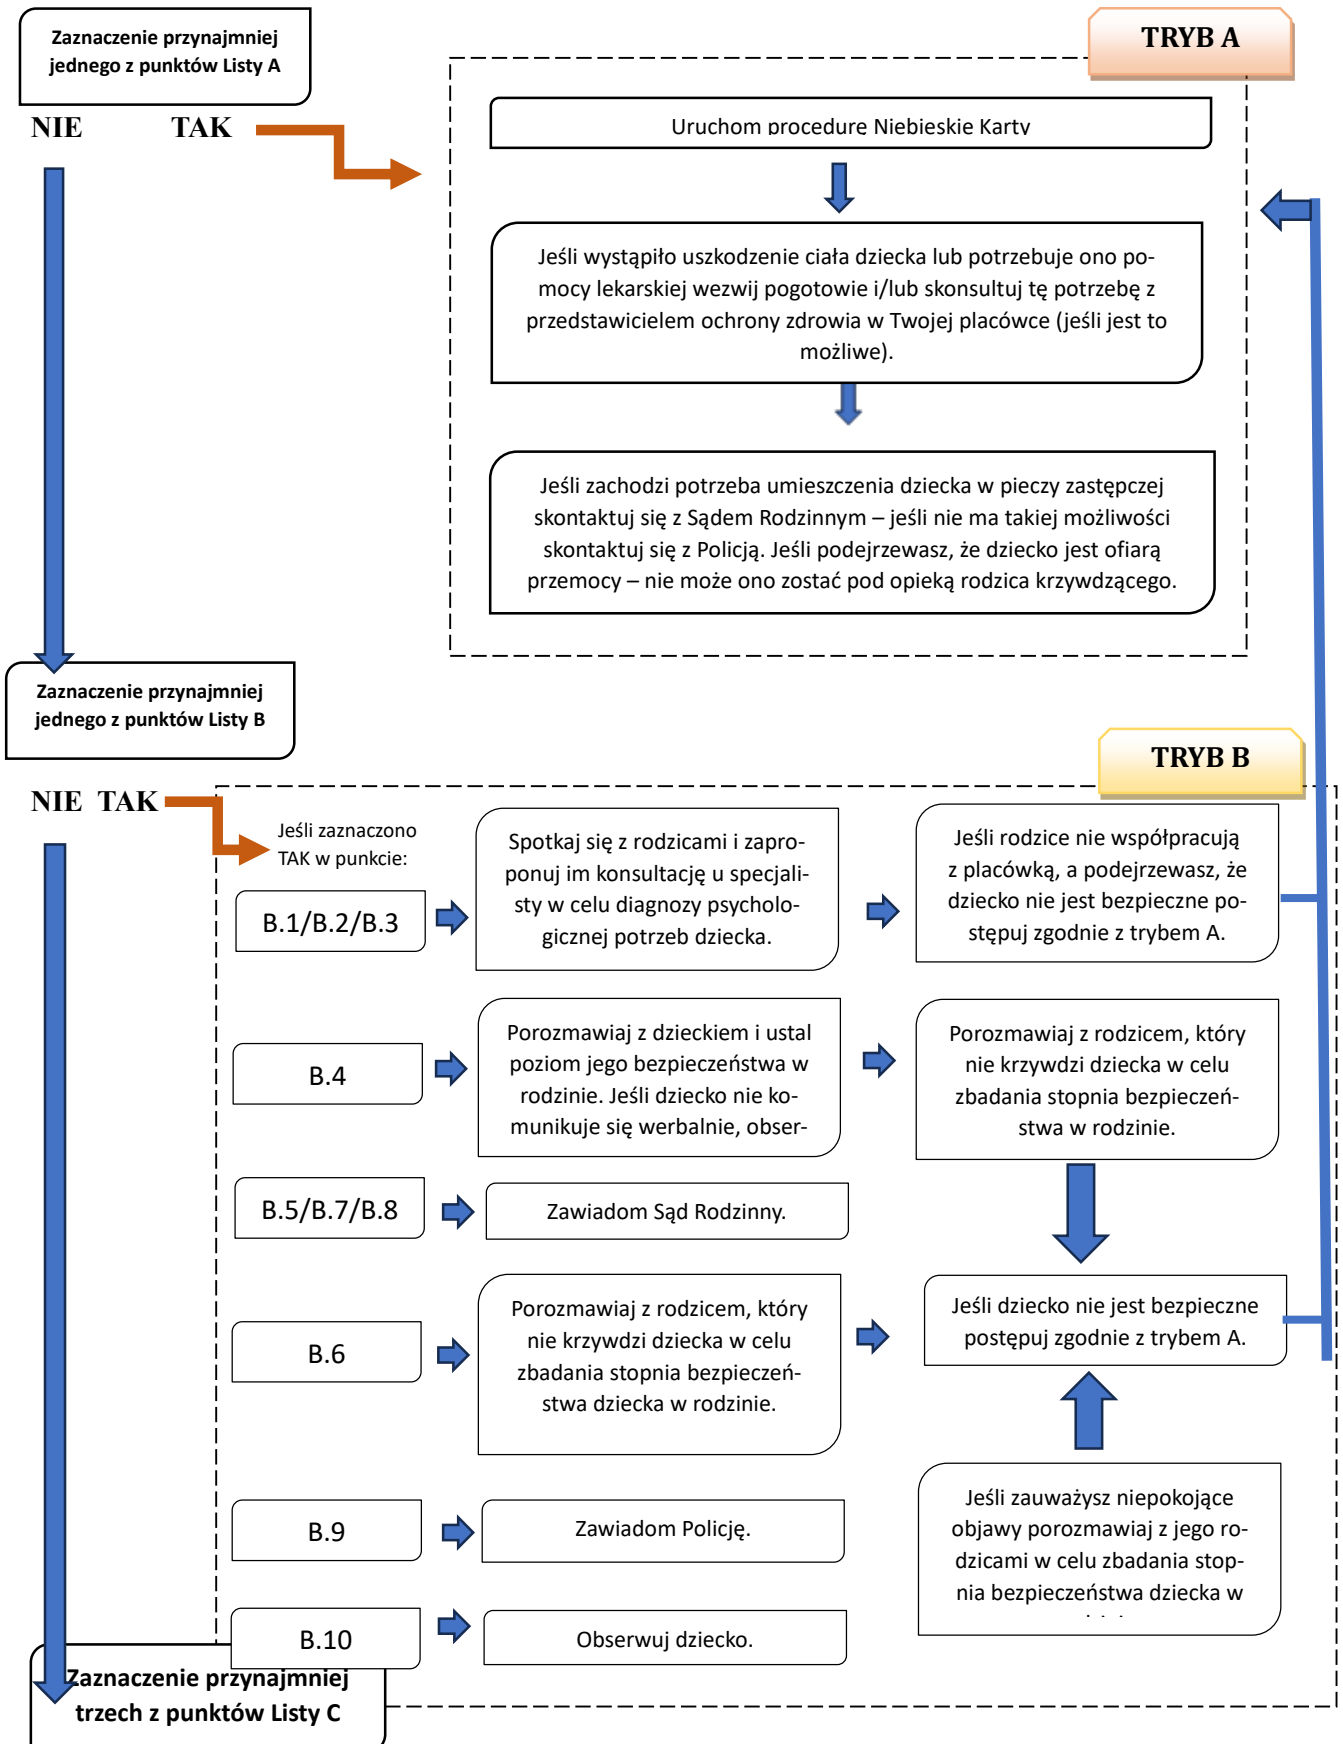 Zaznaczenie przynajmniej
jednego z punktów Listy A
NIE TAK
TRYB A
Uruchom procedurę Niebieskie Karty
Jeśli wystąpiło uszkodzenie ciała dziecka lub potrzebuje ono po-
mocy lekarskiej wezwij pogotowie i/lub skonsultuj tę potrzebę z
przedstawicielem ochrony zdrowia w Twojej placówce (jeśli jest to
możliwe).
Jeśli zachodzi potrzeba umieszczenia dziecka w pieczy zastępczej
skontaktuj się z Sądem Rodzinnym – jeśli nie ma takiej możliwości
skontaktuj się z Policją. Jeśli podejrzewasz, że dziecko jest ofiarą
przemocy – nie może ono zostać pod opieką rodzica krzywdzącego.
Zaznaczenie przynajmniej
jednego z punktów Listy B
NIE TAK
TRYB B
Jeśli zaznaczono
TAK w punkcie:
B.1/B.2/B.3
Spotkaj się z rodzicami i zapro-
ponuj im konsultację u specjali-
sty w celu diagnozy psycholo-
gicznej potrzeb dziecka.
Jeśli rodzice nie współpracują
z placówką, a podejrzewasz, że
dziecko nie jest bezpieczne po-
stępuj zgodnie z trybem A.
B.4
Porozmawiaj z dzieckiem i ustal
poziom jego bezpieczeństwa w
rodzinie. Jeśli dziecko nie ko-
munikuje się werbalnie, obser-
Porozmawiaj z rodzicem, który
nie krzywdzi dziecka w celu
zbadania stopnia bezpieczeń-
stwa w rodzinie.
B.5/B.7/B.8
Zawiadom Sąd Rodzinny.
B.6
Porozmawiaj z rodzicem, który
nie krzywdzi dziecka w celu
zbadania stopnia bezpieczeń-
stwa dziecka w rodzinie.
Jeśli dziecko nie jest bezpieczne
postępuj zgodnie z trybem A.
B.9
Zawiadom Policję.
Jeśli zauważysz niepokojące
objawy porozmawiaj z jego ro-
dzicami w celu zbadania stop-
nia bezpieczeństwa dziecka w
B.10
Obserwuj dziecko.
Zaznaczenie przynajmniej
trzech z punktów Listy C